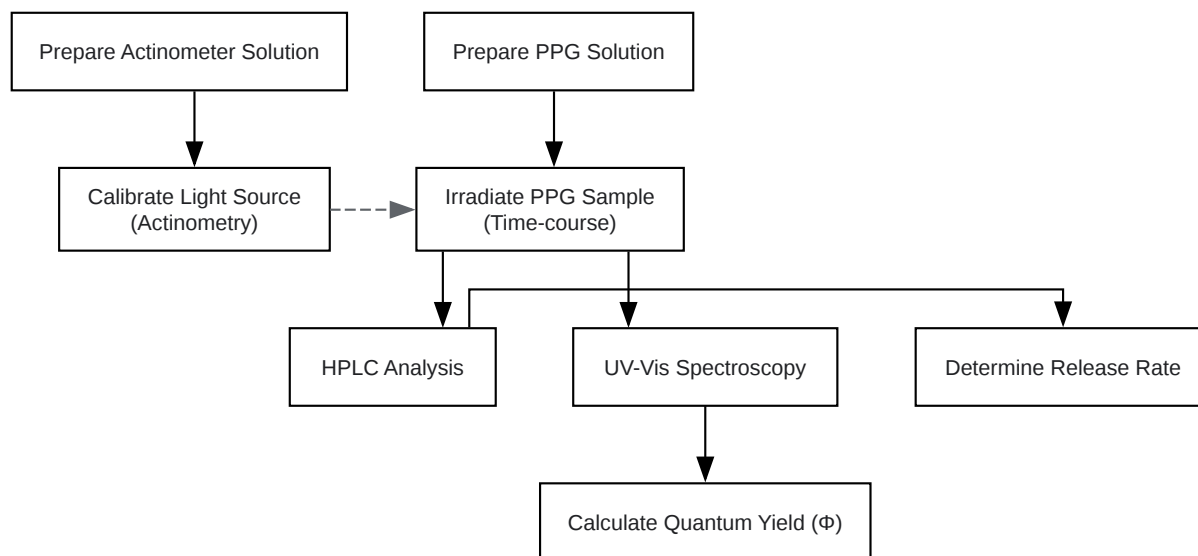 Prepare Actinometer Solution
Prepare PPG Solution
Calibrate Light Source
(Actinometry)
Irradiate PPG Sample
(Time-course)
HPLC Analysis
UV-Vis Spectroscopy
Determine Release Rate
Calculate Quantum Yield (Φ)